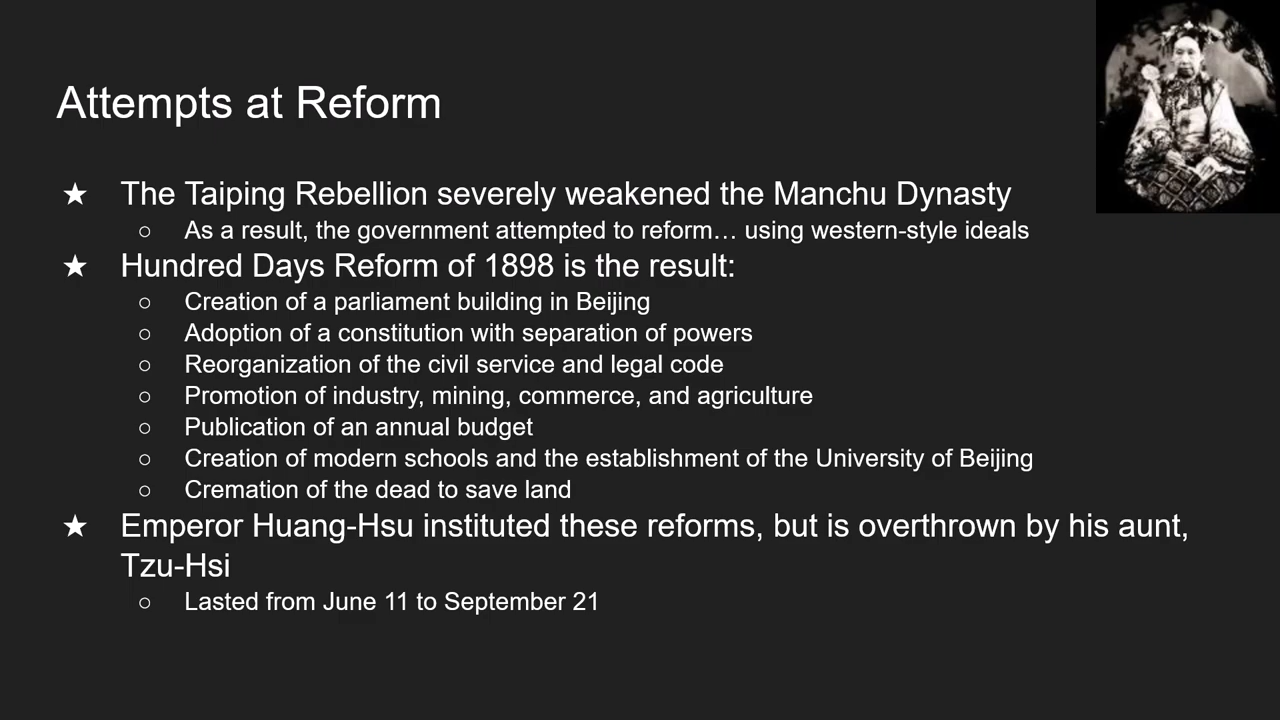 Attempts at Reform
★ The Taiping Rebellion severely weakened the Manchu Dynasty
○ As a result, the government attempted to reform… using western-style ideals
★ Hundred Days Reform of 1898 is the result:
○ Creation of a parliament building in Beijing
○ Adoption of a constitution with separation of powers
○ Reorganization of the civil service and legal code
○ Promotion of industry, mining, commerce, and agriculture
○ Publication of an annual budget
○ Creation of modern schools and the establishment of the University of Beijing
○ Cremation of the dead to save land
★ Emperor Huang-Hsu instituted these reforms, but is overthrown by his aunt,
Tzu-Hsi
○ Lasted from June 11 to September 21